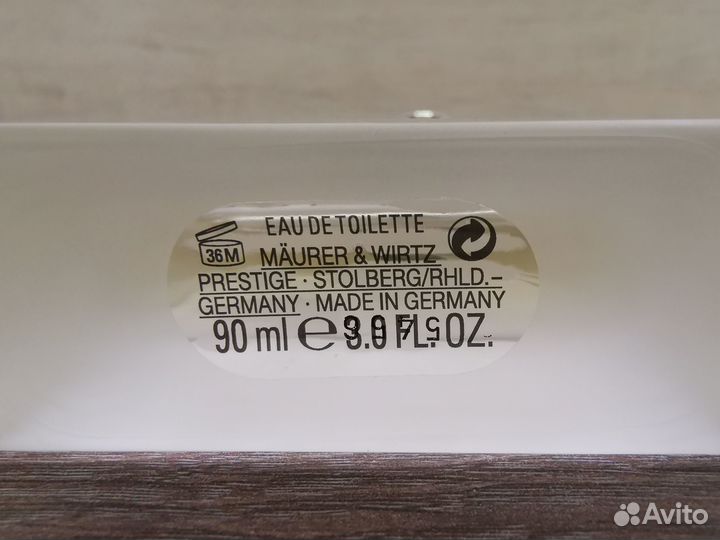 EAU DE TOILETTE
36M
MÄURER & WIRTZ
PRESTIGE · STOLBERG/RHLD.-
GERMANY · MADE IN GERMANY
90 ml e 3.0 FL. OZ.
Avito